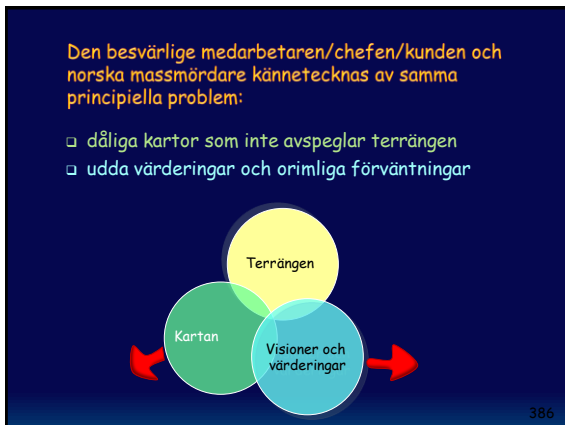 Den besvärlige medarbetaren/chefen/kunden och
norska massmördare kännetecknas av samma
principiella problem:
dåliga kartor som inte avspeglar terrängen
udda värderingar och orimliga förväntningar
Terrängen
Kartan
Visioner och
värderingar
386